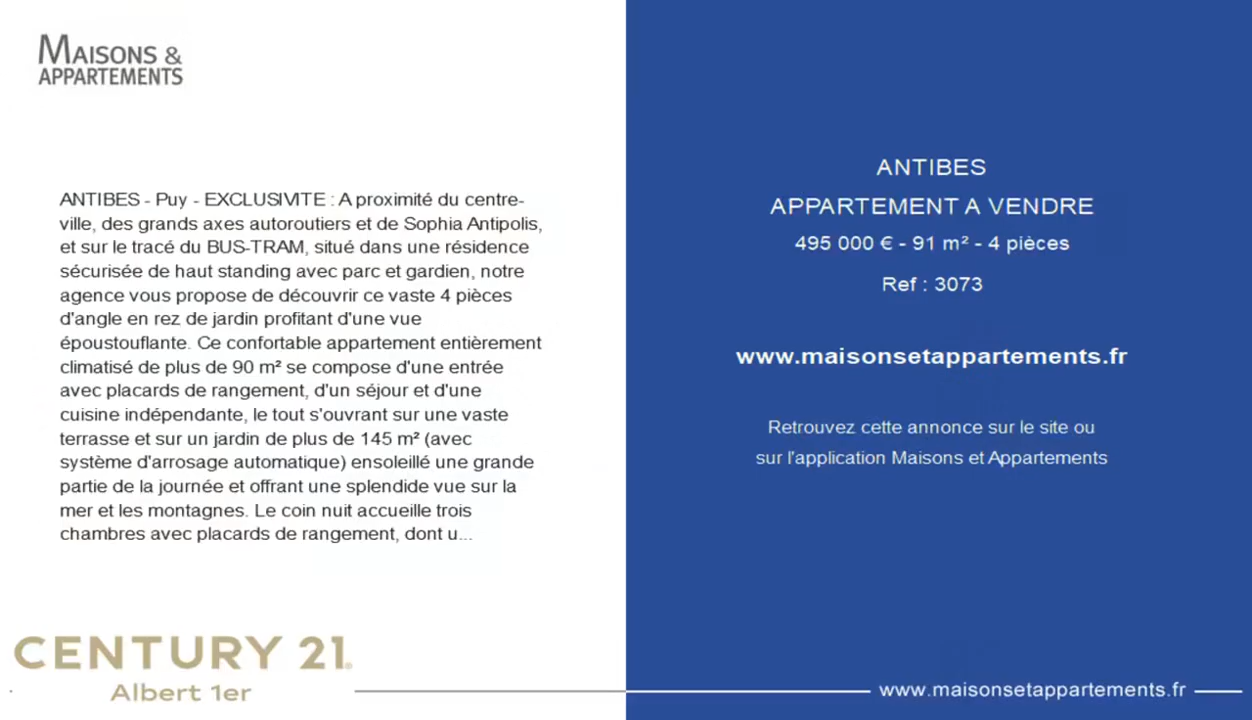 MAISONS &
APPARTEMENTS
ANTIBES - Puy - EXCLUSIVITE : A proximité du centre-
ville, des grands axes autoroutiers et de Sophia Antipolis,
et sur le tracé du BUS-TRAM, situé dans une résidence
sécurisée de haut standing avec parc et gardien, notre
agence vous propose de découvrir ce vaste 4 pièces
d'angle en rez de jardin profitant d'une vue
époustouflante. Ce confortable appartement entièrement
climatisé de plus de 90 m² se compose d'une entrée
avec placards de rangement, d'un séjour et d'une
cuisine indépendante, le tout s'ouvrant sur une vaste
terrasse et sur un jardin de plus de 145 m² (avec
système d'arrosage automatique) ensoleillé une grande
partie de la journée et offrant une splendide vue sur la
mer et les montagnes. Le coin nuit accueille trois
chambres avec placards de rangement, dont u...
CENTURY 21
Albert 1er
ANTIBES
APPARTEMENT A VENDRE
495 000 € - 91 m² - 4 pièces
Ref : 3073
www.maisonsetappartements.fr
Retrouvez cette annonce sur le site ou
sur l'application Maisons et Appartements
www.maisonsetappartements.fr